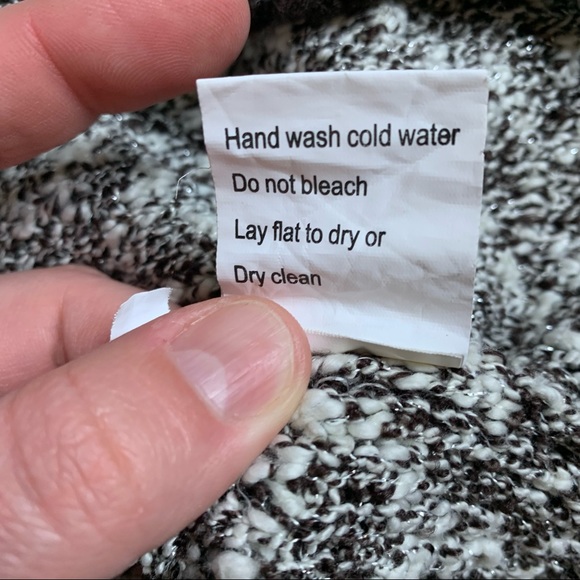 Hand wash cold water
Do not bleach
Lay flat to dry or
Dry clean